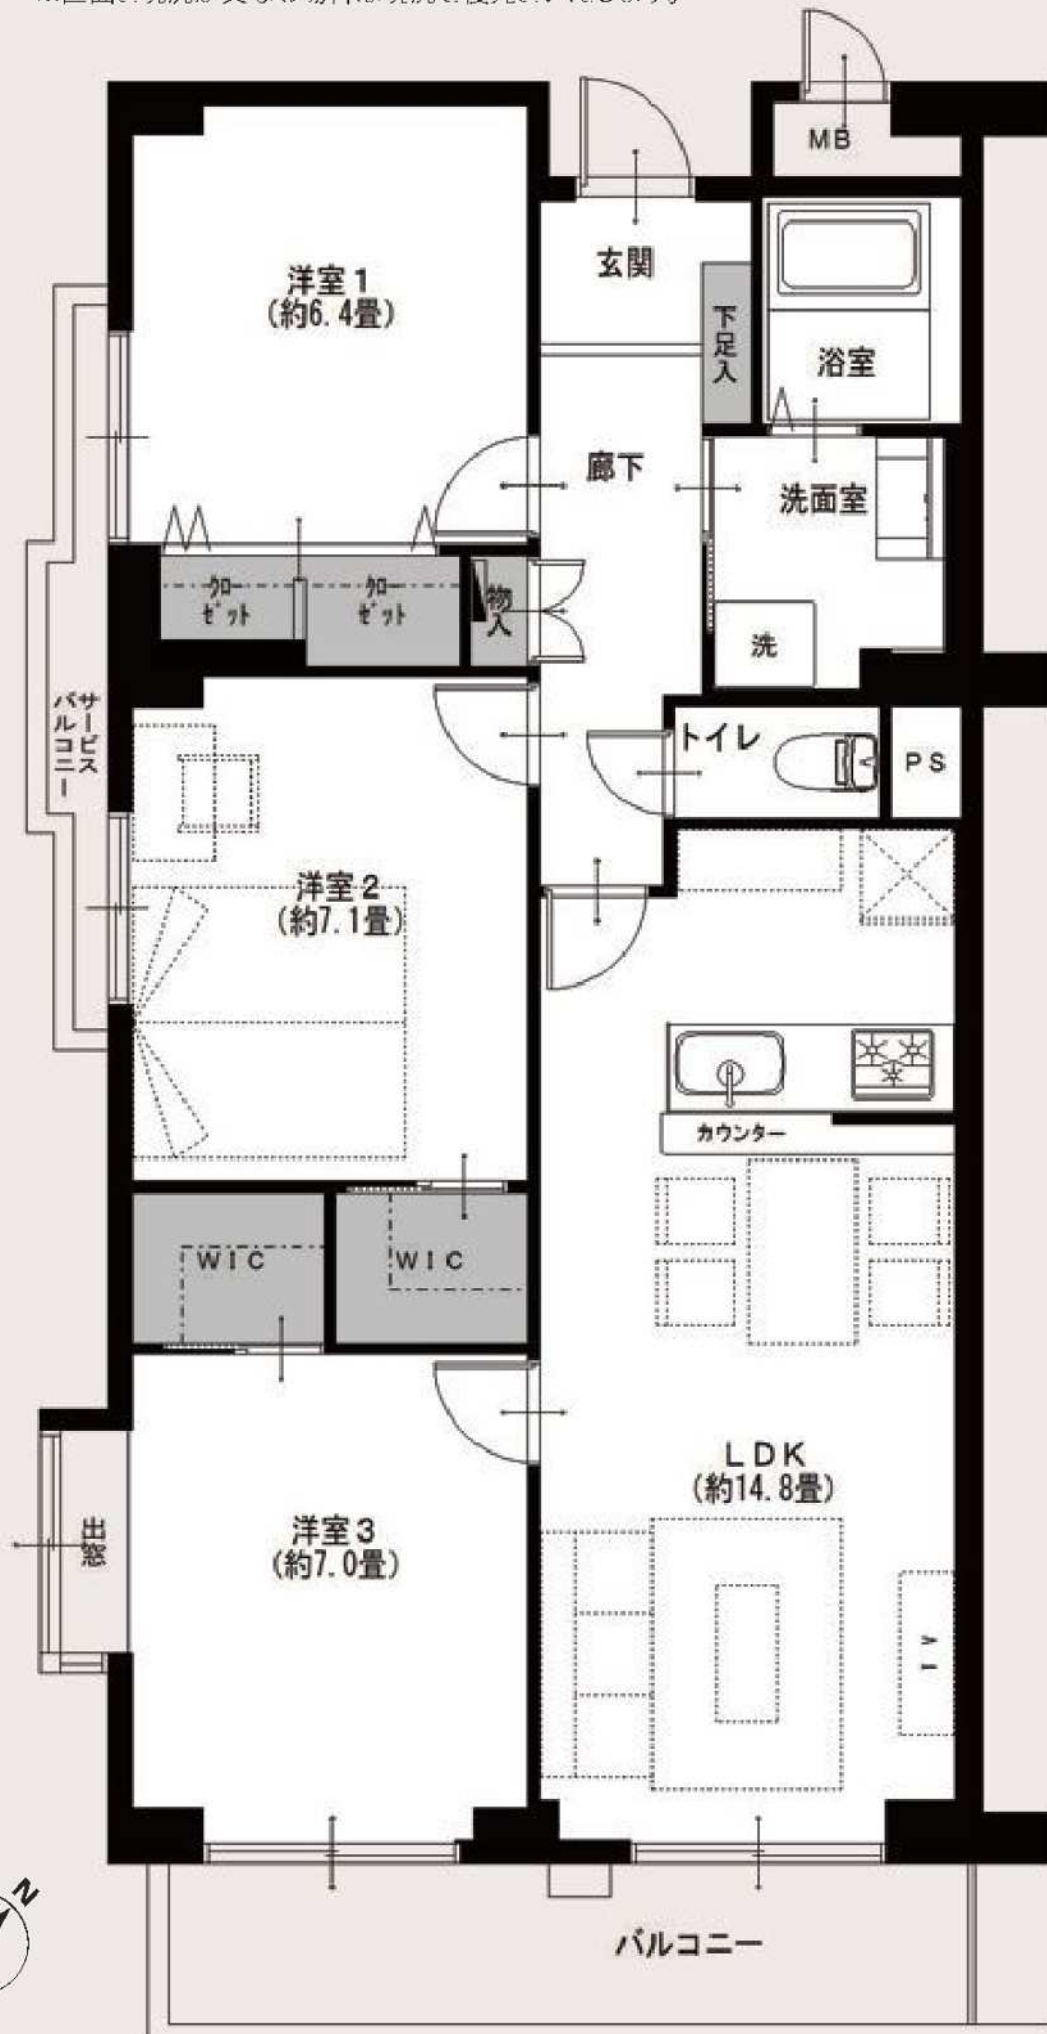 MB
玄関
洋室1
(約6.4畳)
下足入
浴室
廊下
洗面室
クローゼット
クローゼット
物入
洗
サービス
バルコニー
トイレ
PS
洋室2
(約7.1畳)
カウンター
WIC
WIC
LDK
(約14.8畳)
出窓
洋室3
(約7.0畳)
N
バルコニー